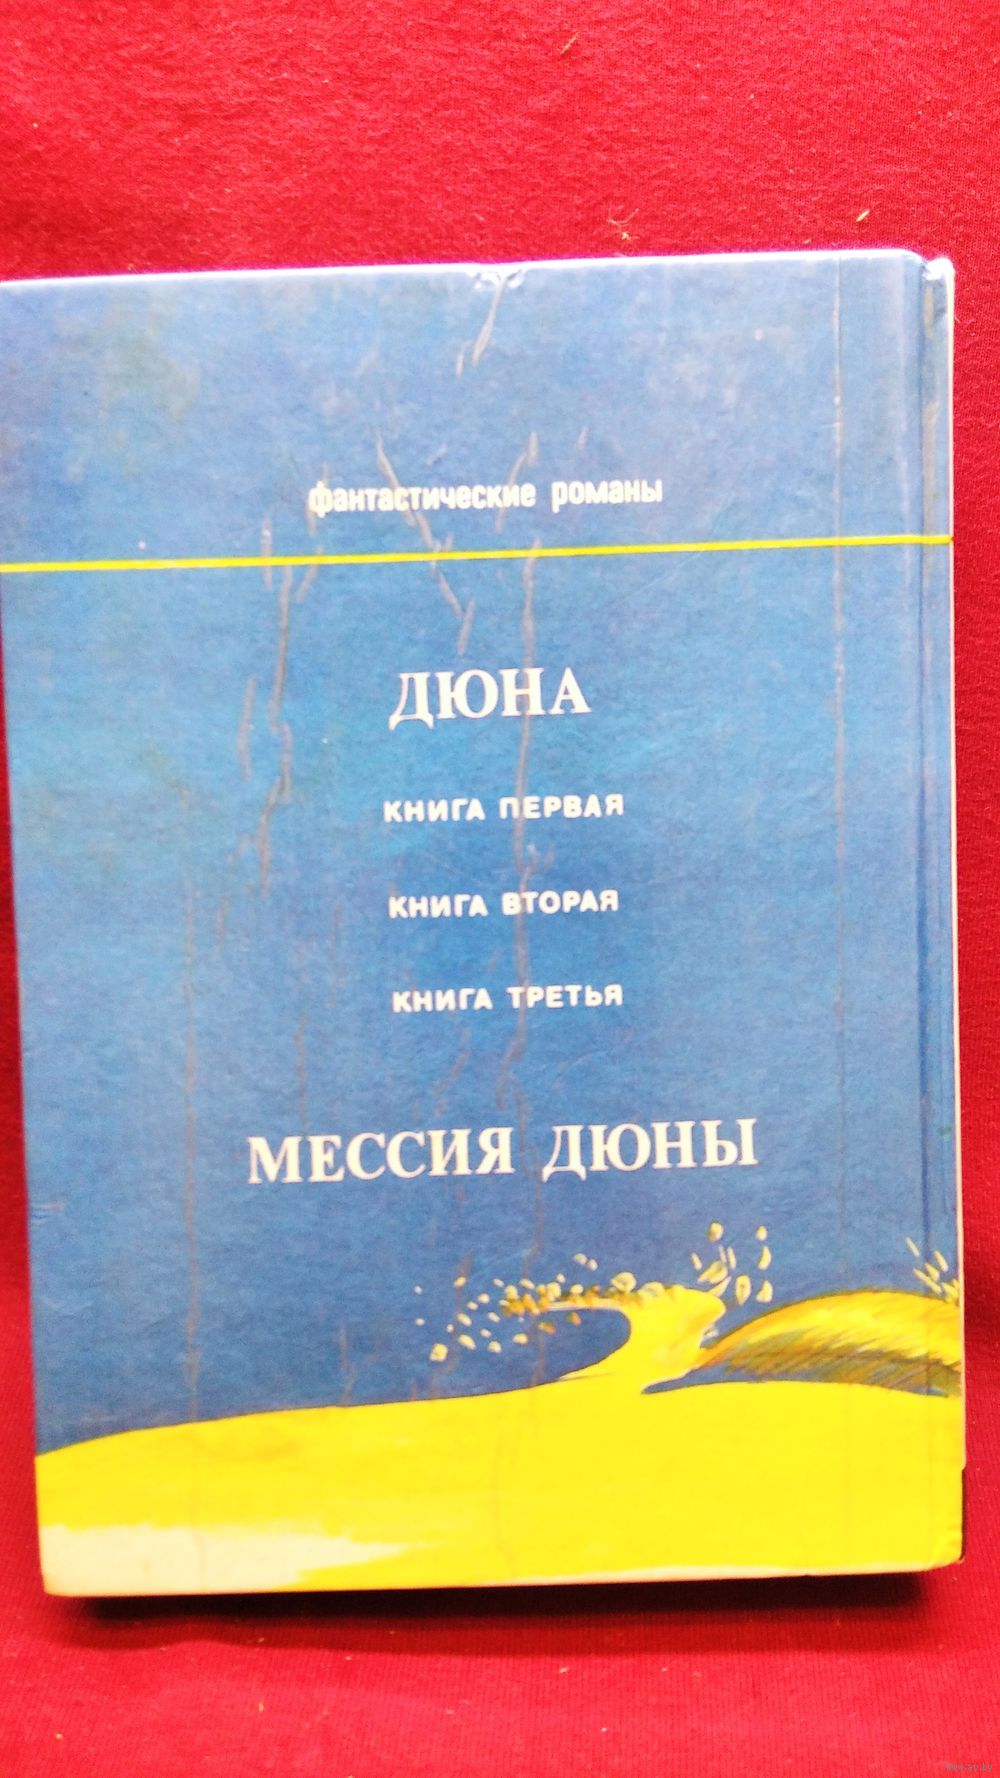 фантастические романы
ДЮНА
КНИГА ПЕРВАЯ
КНИГА ВТОРАЯ
КНИГА ТРЕТЬЯ
МЕССИЯ ДЮНЫ